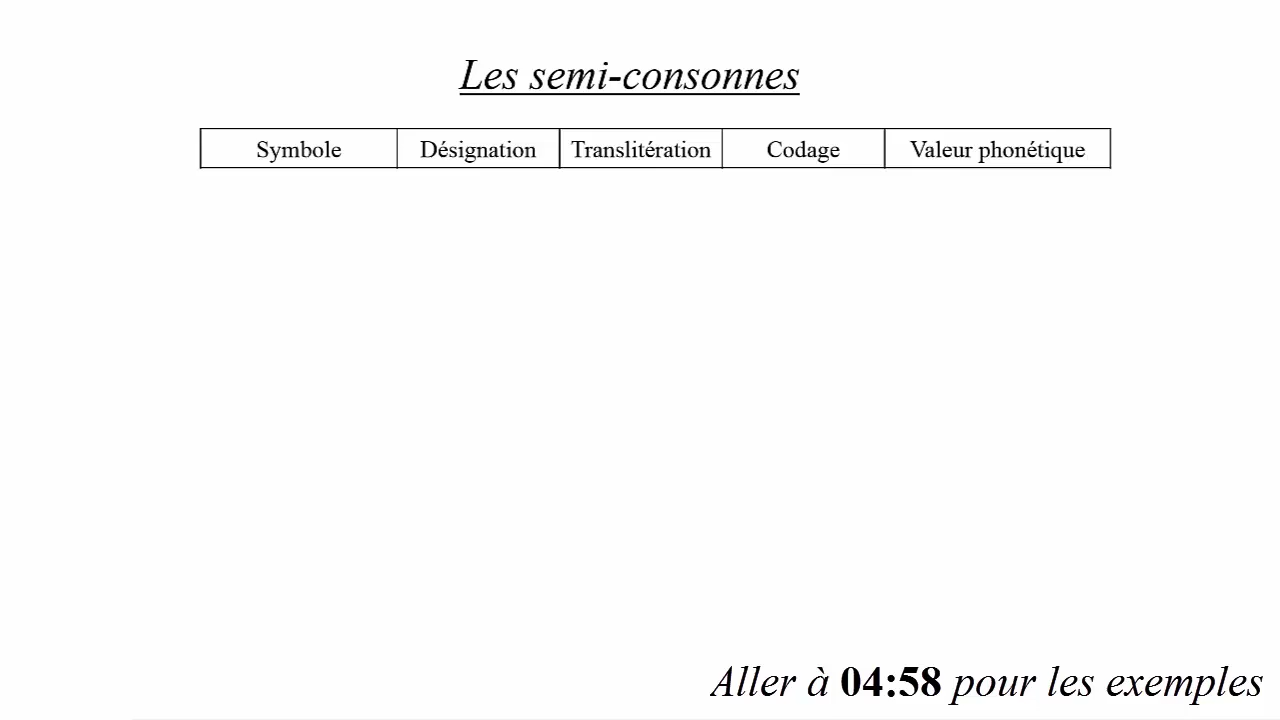 Les semi-consonnes
Symbole Désignation Translitération Codage Valeur phonétique
Aller à 04:58 pour les exemples